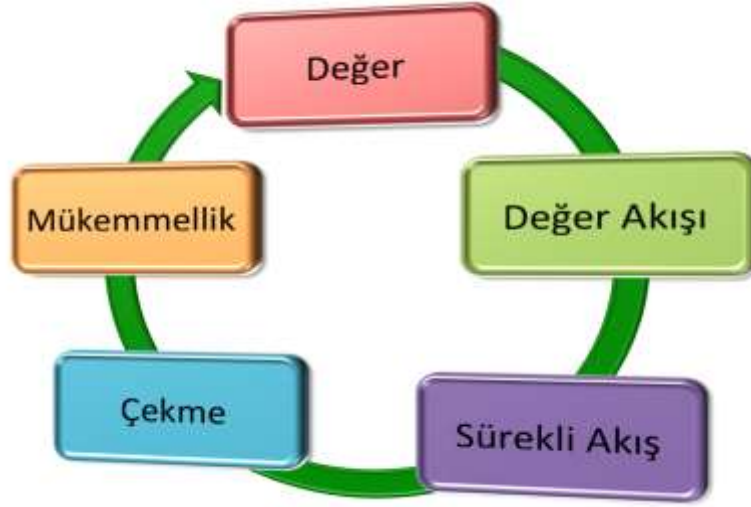 Değer
Değer Akışı
Sürekli Akış
Çekme
Mükemmellik